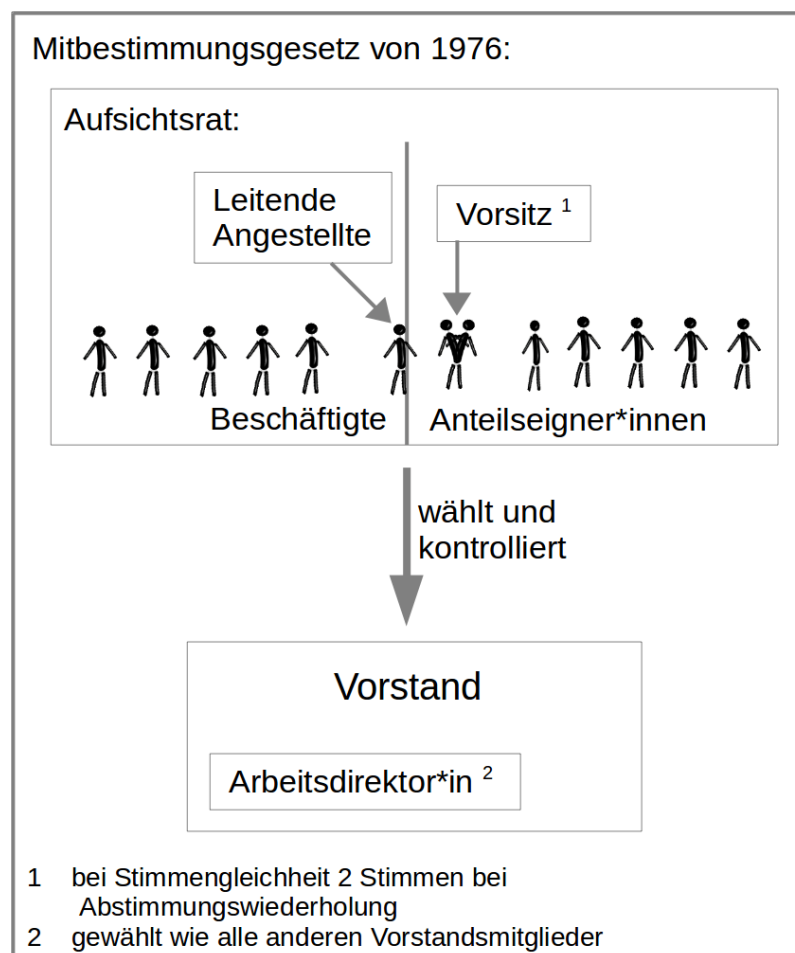 Mitbestimmungsgesetz von 1976:
Aufsichtsrat:
Leitende
Angestellte
Vorsitz 1
Beschäftigte
Anteilseigner*innen
wählt und
kontrolliert
Vorstand
Arbeitsdirektor*in 2
1 bei Stimmengleichheit 2 Stimmen bei
Abstimmungswiederholung
2 gewählt wie alle anderen Vorstandsmitglieder